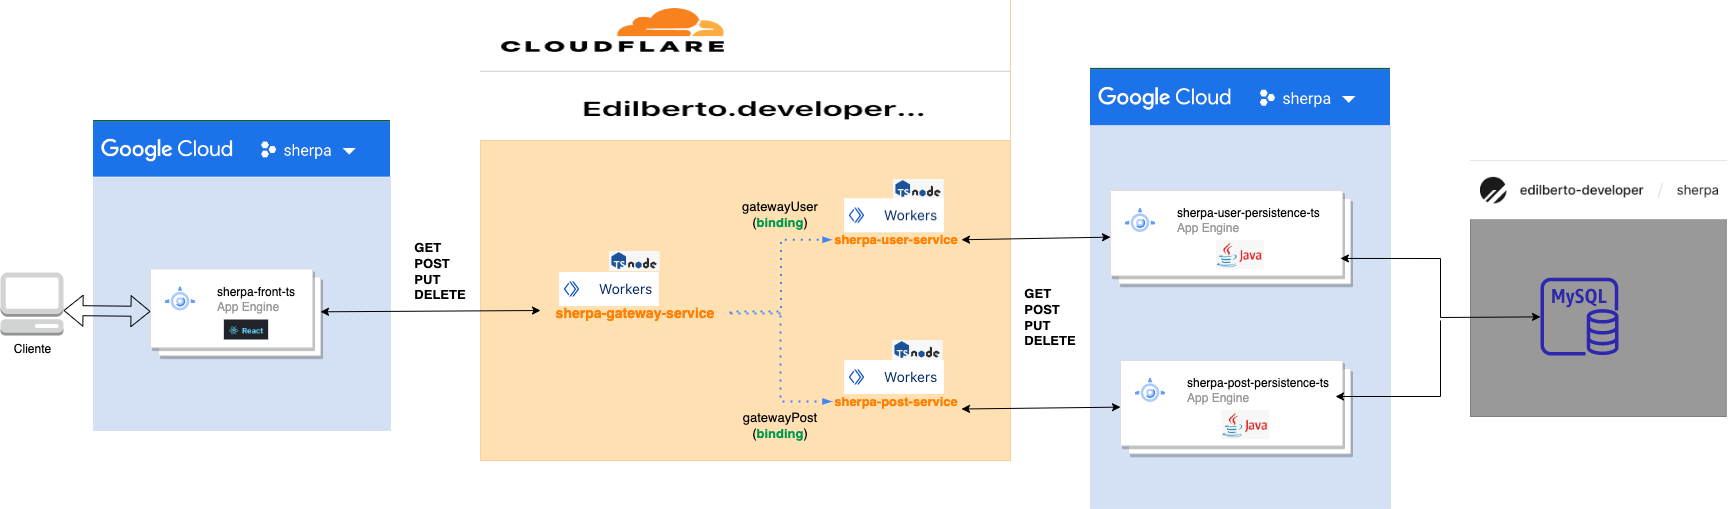 Cliente
Google Cloud
sherpa
sherpa-front-ts
App Engine
React
GET
POST
PUT
DELETE
CLOUDFLARE
Edilberto.developer...
TS node
Workers
sherpa-gateway-service
gatewayUser
(binding)
TS node
Workers
sherpa-user-service
TS node
Workers
sherpa-post-service
gatewayPost
(binding)
GET
POST
PUT
DELETE
Google Cloud
sherpa
sherpa-user-persistence-ts
App Engine
Java
sherpa-post-persistence-ts
App Engine
Java
edilberto-developer / sherpa
MySQL